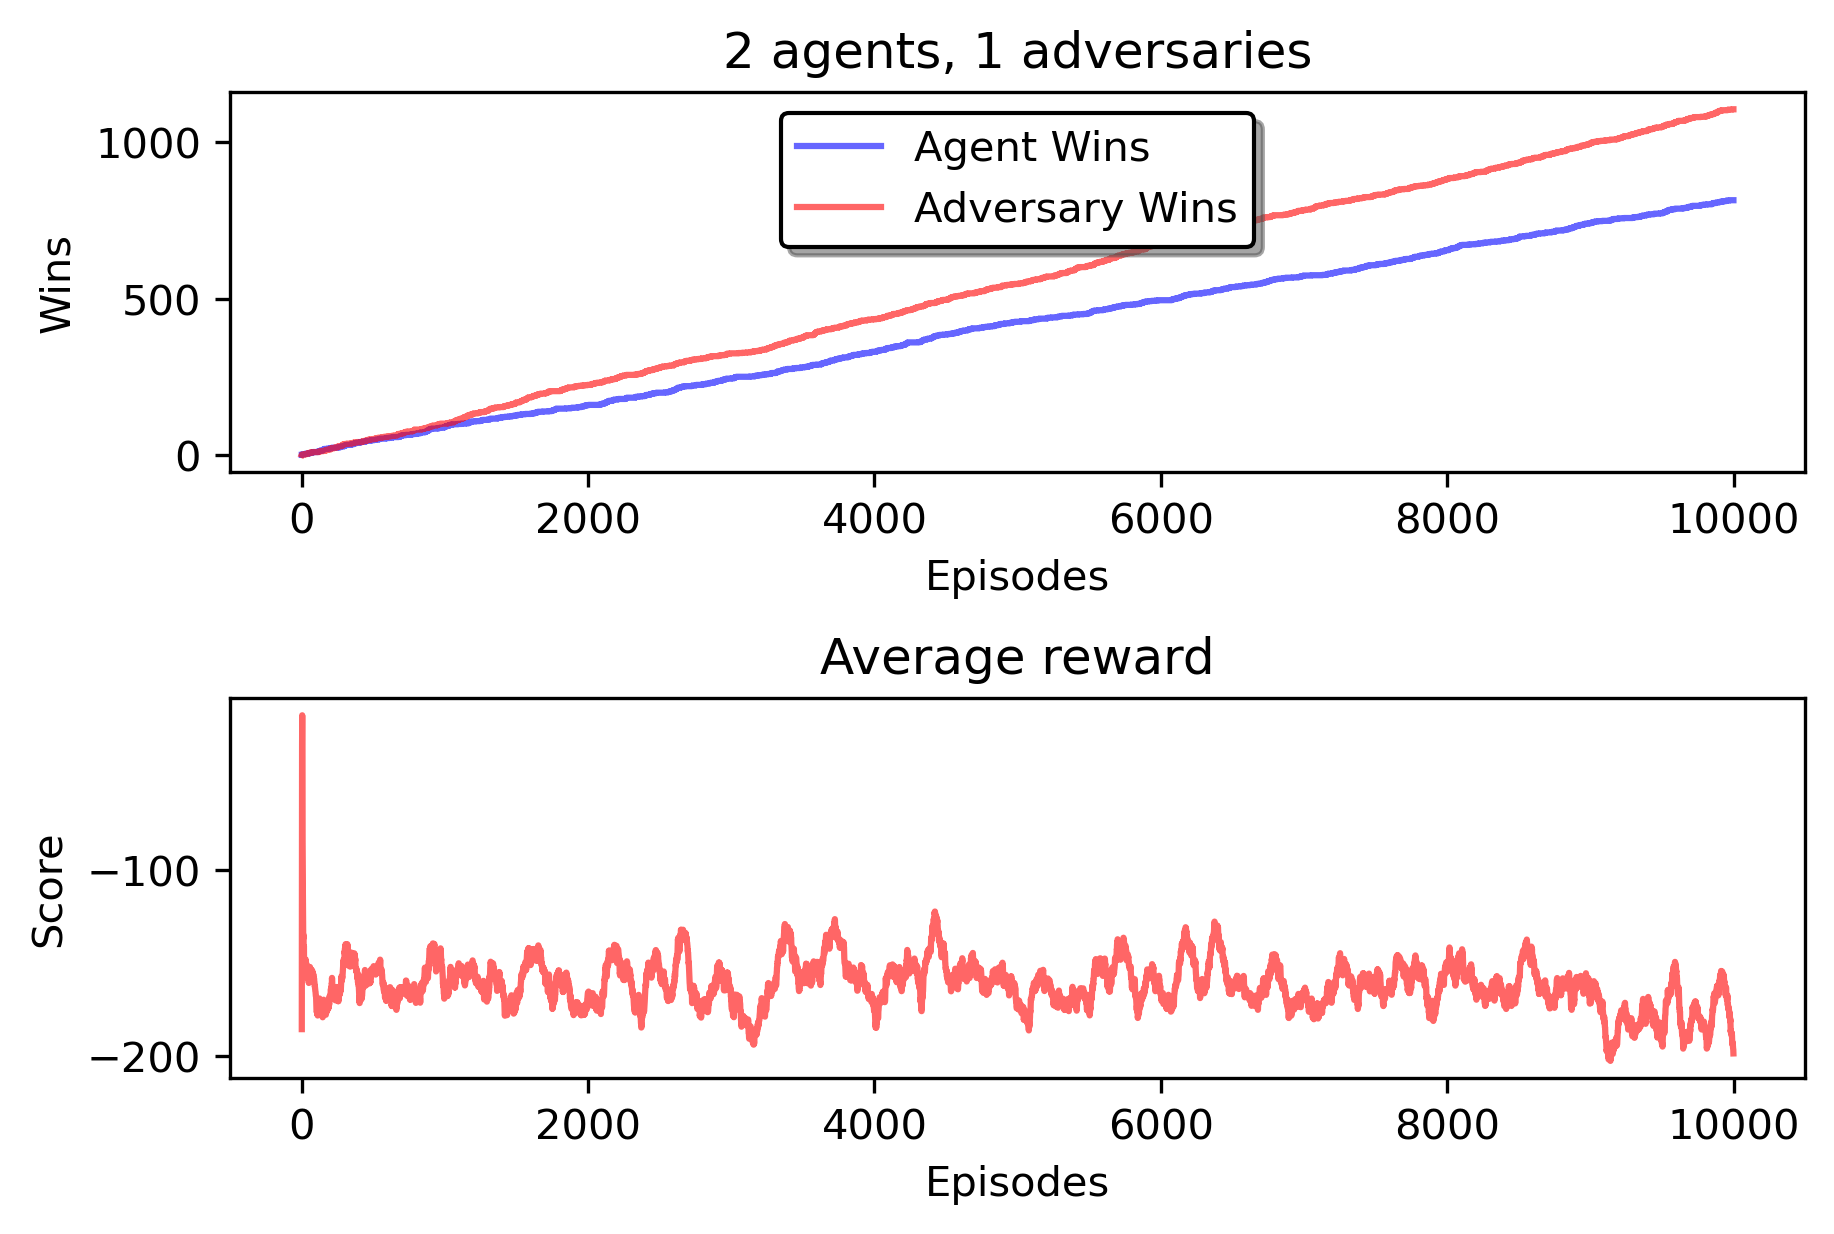 2 agents, 1 adversaries
Agent Wins
Adversary Wins
Wins
1000
500
0
0 2000 4000 6000 8000 10000
Episodes
Average reward
Score
−100
−200
0 2000 4000 6000 8000 10000
Episodes